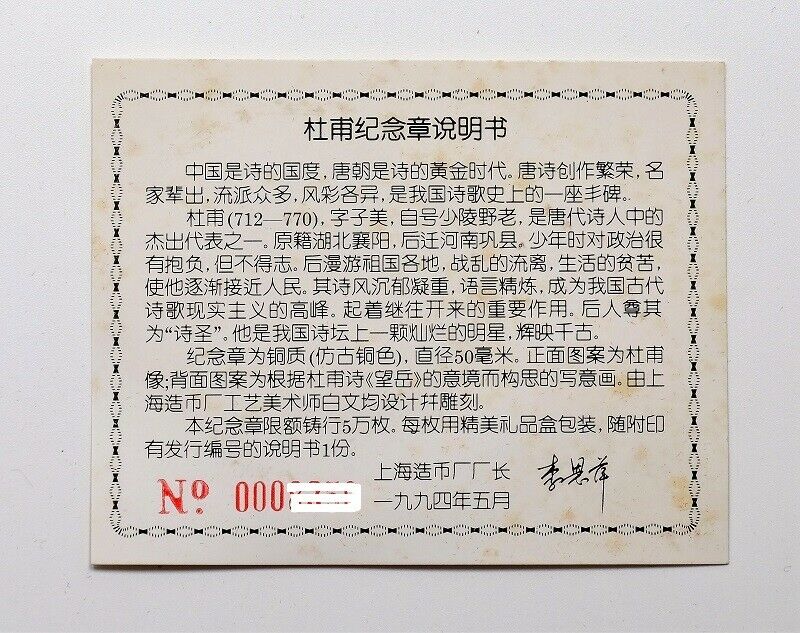 杜甫纪念章说明书
中国是诗的国度，唐朝是诗的黄金时代。唐诗创作繁荣，名
家辈出，流派众多，风彩各异，是我国诗歌史上的一座丰碑。
杜甫(712—770)，字子美，自号少陵野老，是唐代诗人中的
杰出代表之一。原籍湖北襄阳，后迁河南巩县。少年时对政治很
有抱负，但不得志。后漫游祖国各地，战乱的流离，生活的贫苦，
使他逐渐接近人民。其诗风沉郁凝重，语言精炼，成为我国古代
诗歌现实主义的高峰。起着继往开来的重要作用。后人尊其
为“诗圣”。他是我国诗坛上一颗灿烂的明星，辉映千古。
纪念章为铜质(仿古铜色)，直径50毫米。正面图案为杜甫
像；背面图案为根据杜甫诗《望岳》的意境而构思的写意画。由上
海造币厂工艺美术师白文均设计并雕刻。
本纪念章限额铸行5万枚。每枚用精美礼品盒包装，随附印
有发行编号的说明书1份。
上海造币厂厂长
Nº 000
一九九四年五月